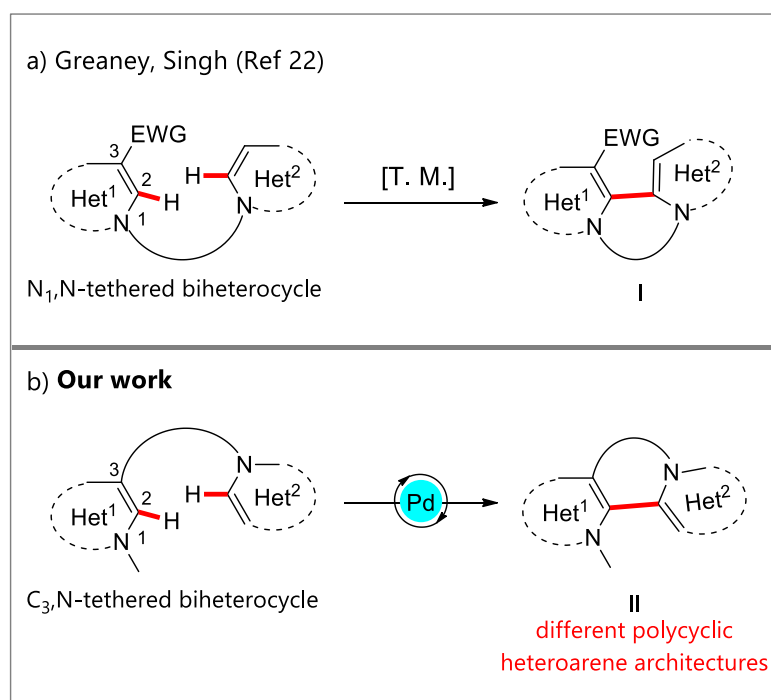 a) Greaney, Singh (Ref 22)
EWG
3
2
H
H
Het¹
Het²
N
1
N
[T. M.]
EWG
Het¹
Het²
N
N
N₁,N-tethered biheterocycle
I
b) Our work
3
N
2
H
H
Het¹
Het²
N
1
Pd
N
Het¹
Het²
N
C₃,N-tethered biheterocycle
II
different polycyclic
heteroarene architectures